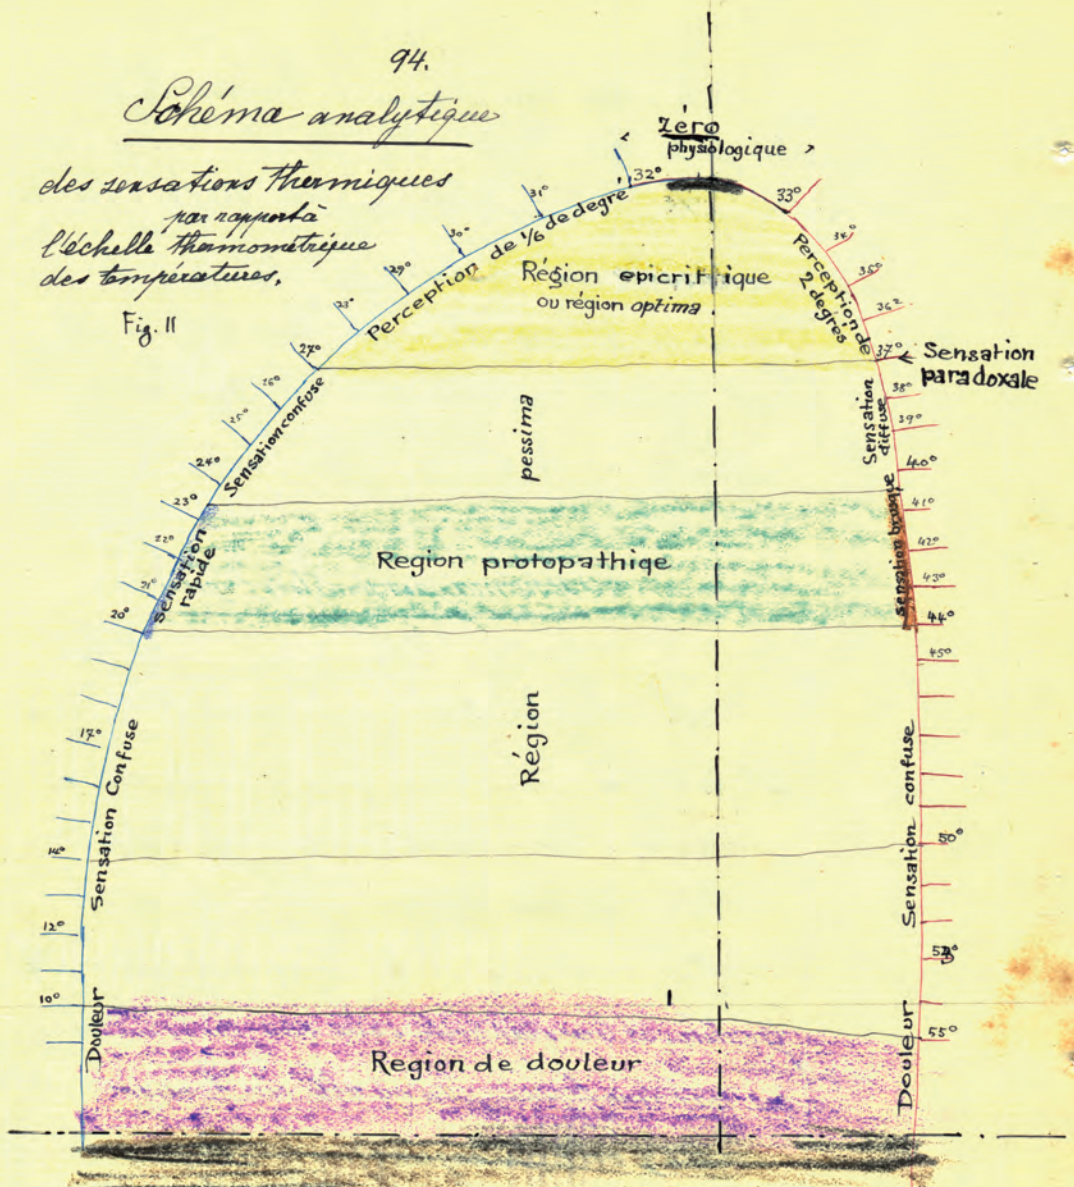 94.
Schéma analytique
des sensations thermiques
par rapport à
l'échelle thermométrique
des températures.
Fig. II
Zéro
physiologique
32°
31°
30°
29°
23°
27°
26°
25°
24°
23°
22°
21°
20°
17°
14°
12°
10°
33°
34°
35°
36°
37°
38°
39°
40°
41°
42°
43°
44°
45°
50°
55°
Perception de 1/6 de degré
Perception de
2 degrés
Région epicritique
ou région optima
Sensation
paradoxale
Sensation confuse
pessima
Sensation
diffuse
Sensation
rapide
Region protopathiqe
sensation brusque
Sensation Confuse
Région
Sensation confuse
Douleur
Region de douleur
Douleur